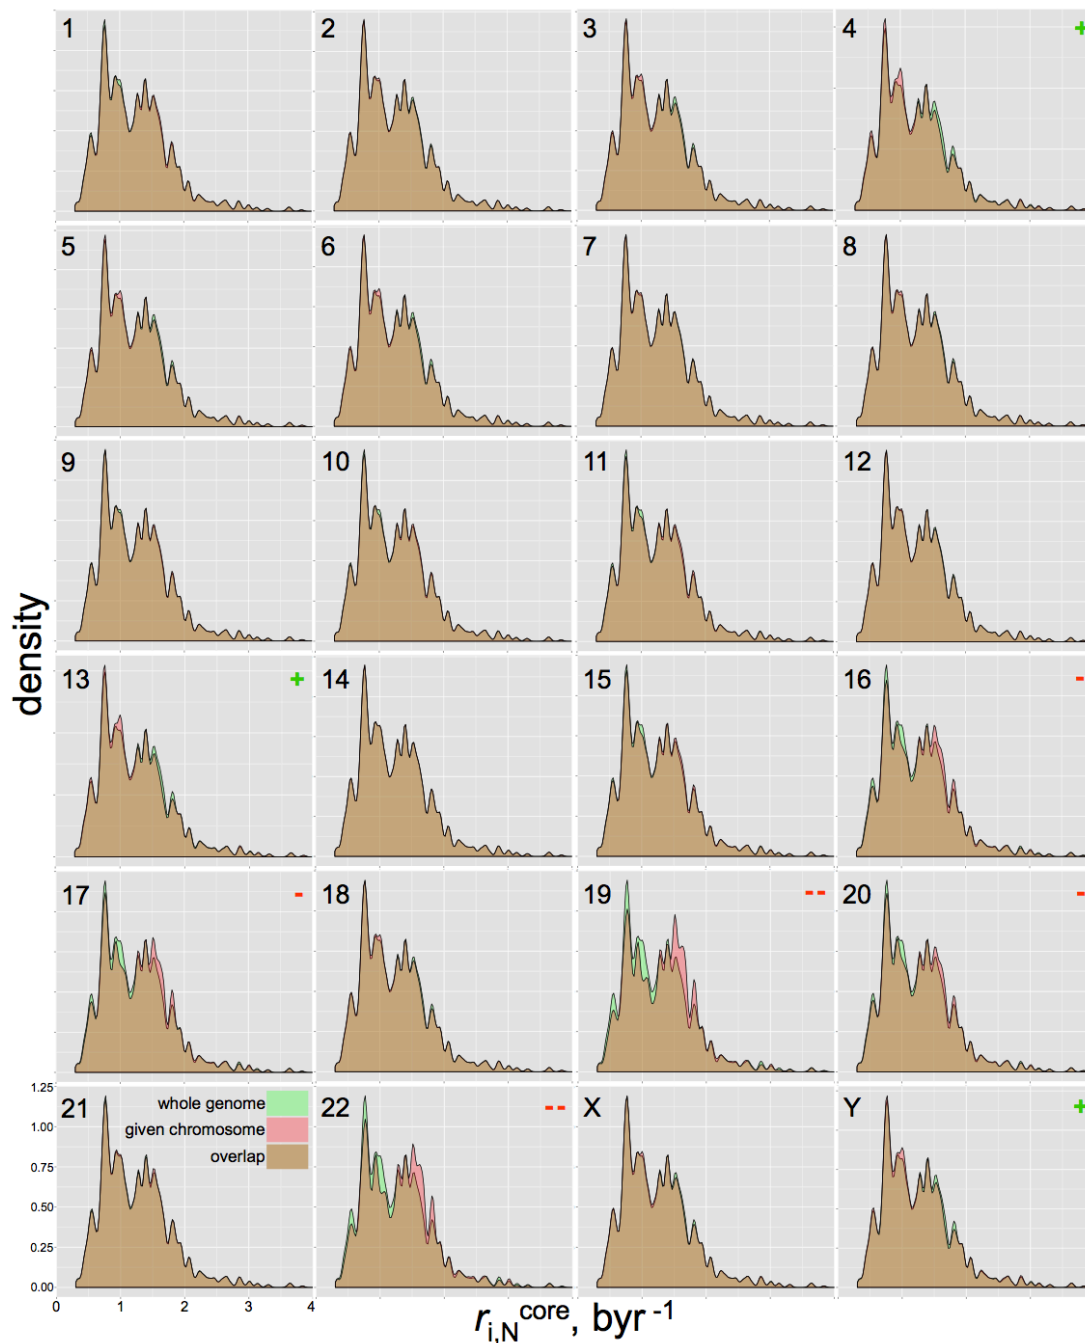 1 2 3 4 +
5 6 7 8
9 10 11 12
13 + 14 15 16 -
17 - 18 19 -- 20 -
21 22 -- X Y +
whole genome
given chromosome
overlap
1.25
1.00
0.75
0.50
0.25
0.00
0 1 2 3 4
density
r i,N core, byr -1